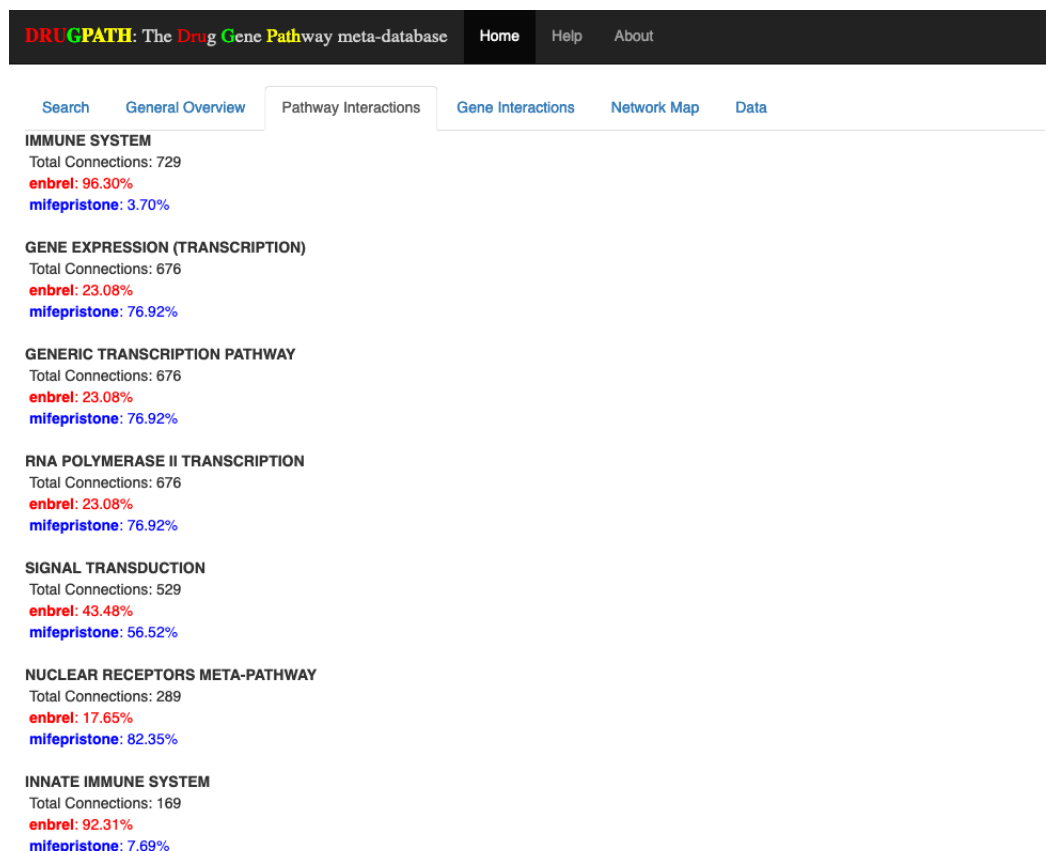 DRUGPATH: The Drug Gene Pathway meta-database Home Help About
Search General Overview Pathway Interactions Gene Interactions Network Map Data
IMMUNE SYSTEM
Total Connections: 729
enbrel: 96.30%
mifepristone: 3.70%
GENE EXPRESSION (TRANSCRIPTION)
Total Connections: 676
enbrel: 23.08%
mifepristone: 76.92%
GENERIC TRANSCRIPTION PATHWAY
Total Connections: 676
enbrel: 23.08%
mifepristone: 76.92%
RNA POLYMERASE II TRANSCRIPTION
Total Connections: 676
enbrel: 23.08%
mifepristone: 76.92%
SIGNAL TRANSDUCTION
Total Connections: 529
enbrel: 43.48%
mifepristone: 56.52%
NUCLEAR RECEPTORS META-PATHWAY
Total Connections: 289
enbrel: 17.65%
mifepristone: 82.35%
INNATE IMMUNE SYSTEM
Total Connections: 169
enbrel: 92.31%
mifepristone: 7.69%